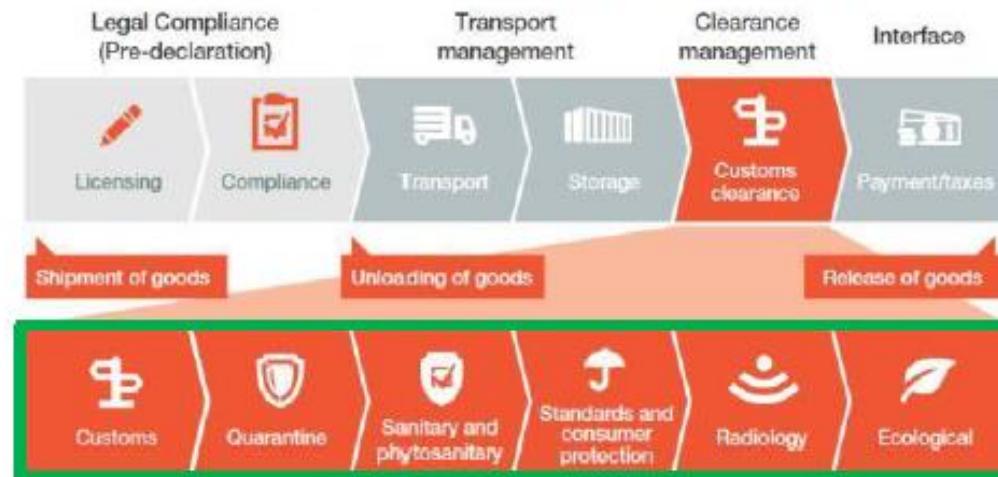 Legal Compliance
(Pre-declaration)
Transport
management
Clearance
management
Interface
Licensing
Compliance
Transport
Storage
Customs
clearance
Payment/taxes
Shipment of goods
Unloading of goods
Release of goods
Customs
Quarantine
Sanitary and
phytosanitary
Standards and
consumer
protection
Radiology
Ecological